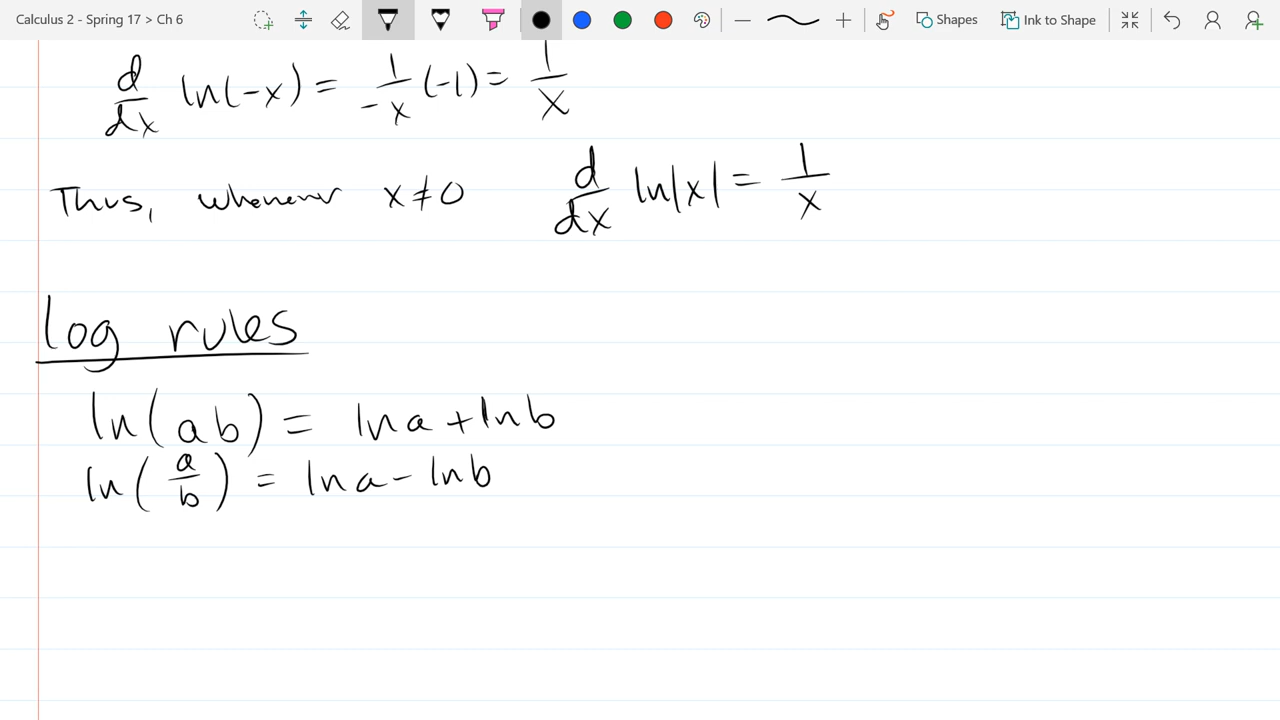 Calculus 2 - Spring 17 > Ch 6 Shapes Ink to Shape
d/dx ln(-x) = 1/-x (-1) = 1/x
Thus, whenever x ≠ 0 d/dx ln|x| = 1/x
log rules
ln(ab) = ln a + ln b
ln(a/b) = ln a - ln b